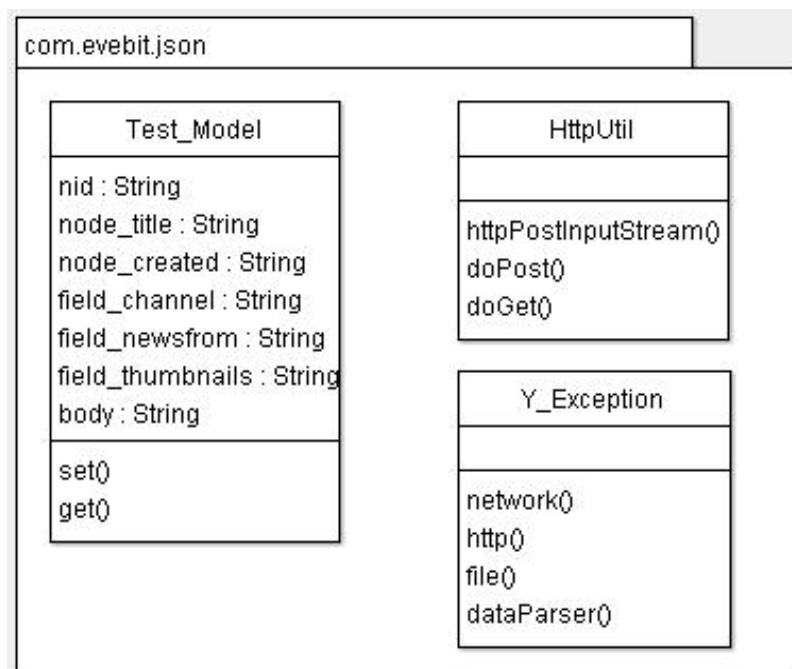 com.evebit.json
Test_Model
nid : String
node_title : String
node_created : String
field_channel : String
field_newsfrom : String
field_thumbnails : String
body : String
set()
get()
HttpUtil
httpPostInputStream()
doPost()
doGet()
Y_Exception
network()
http()
file()
dataParser()